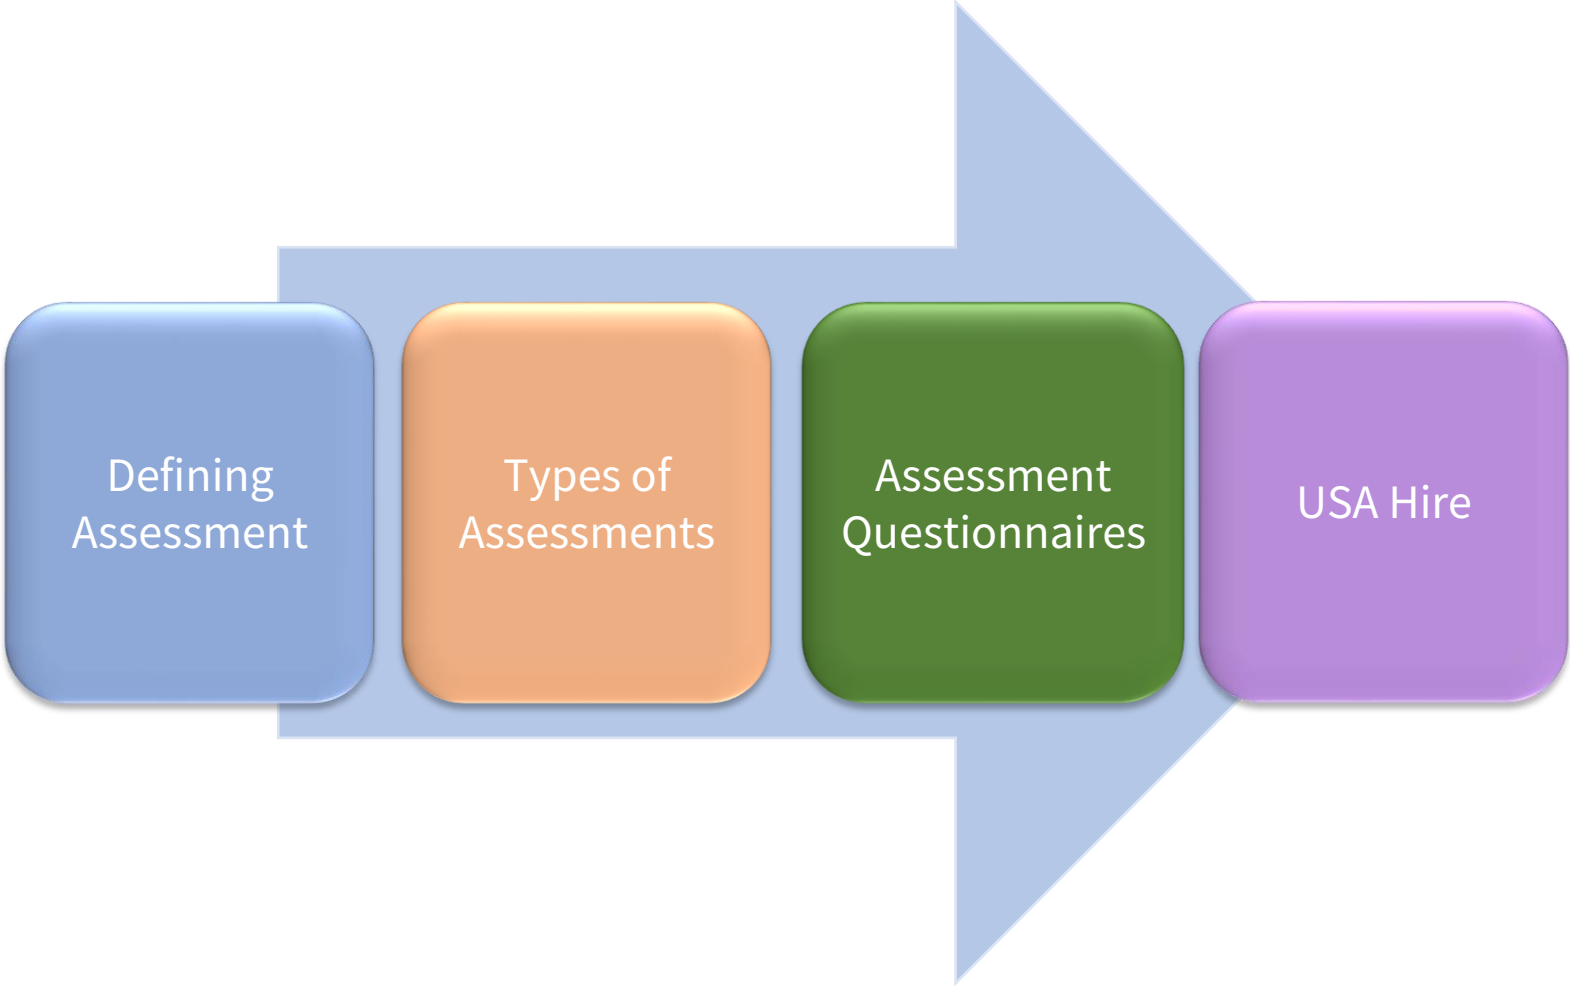 Defining
Assessment
Types of
Assessments
Assessment
Questionnaires
USA Hire